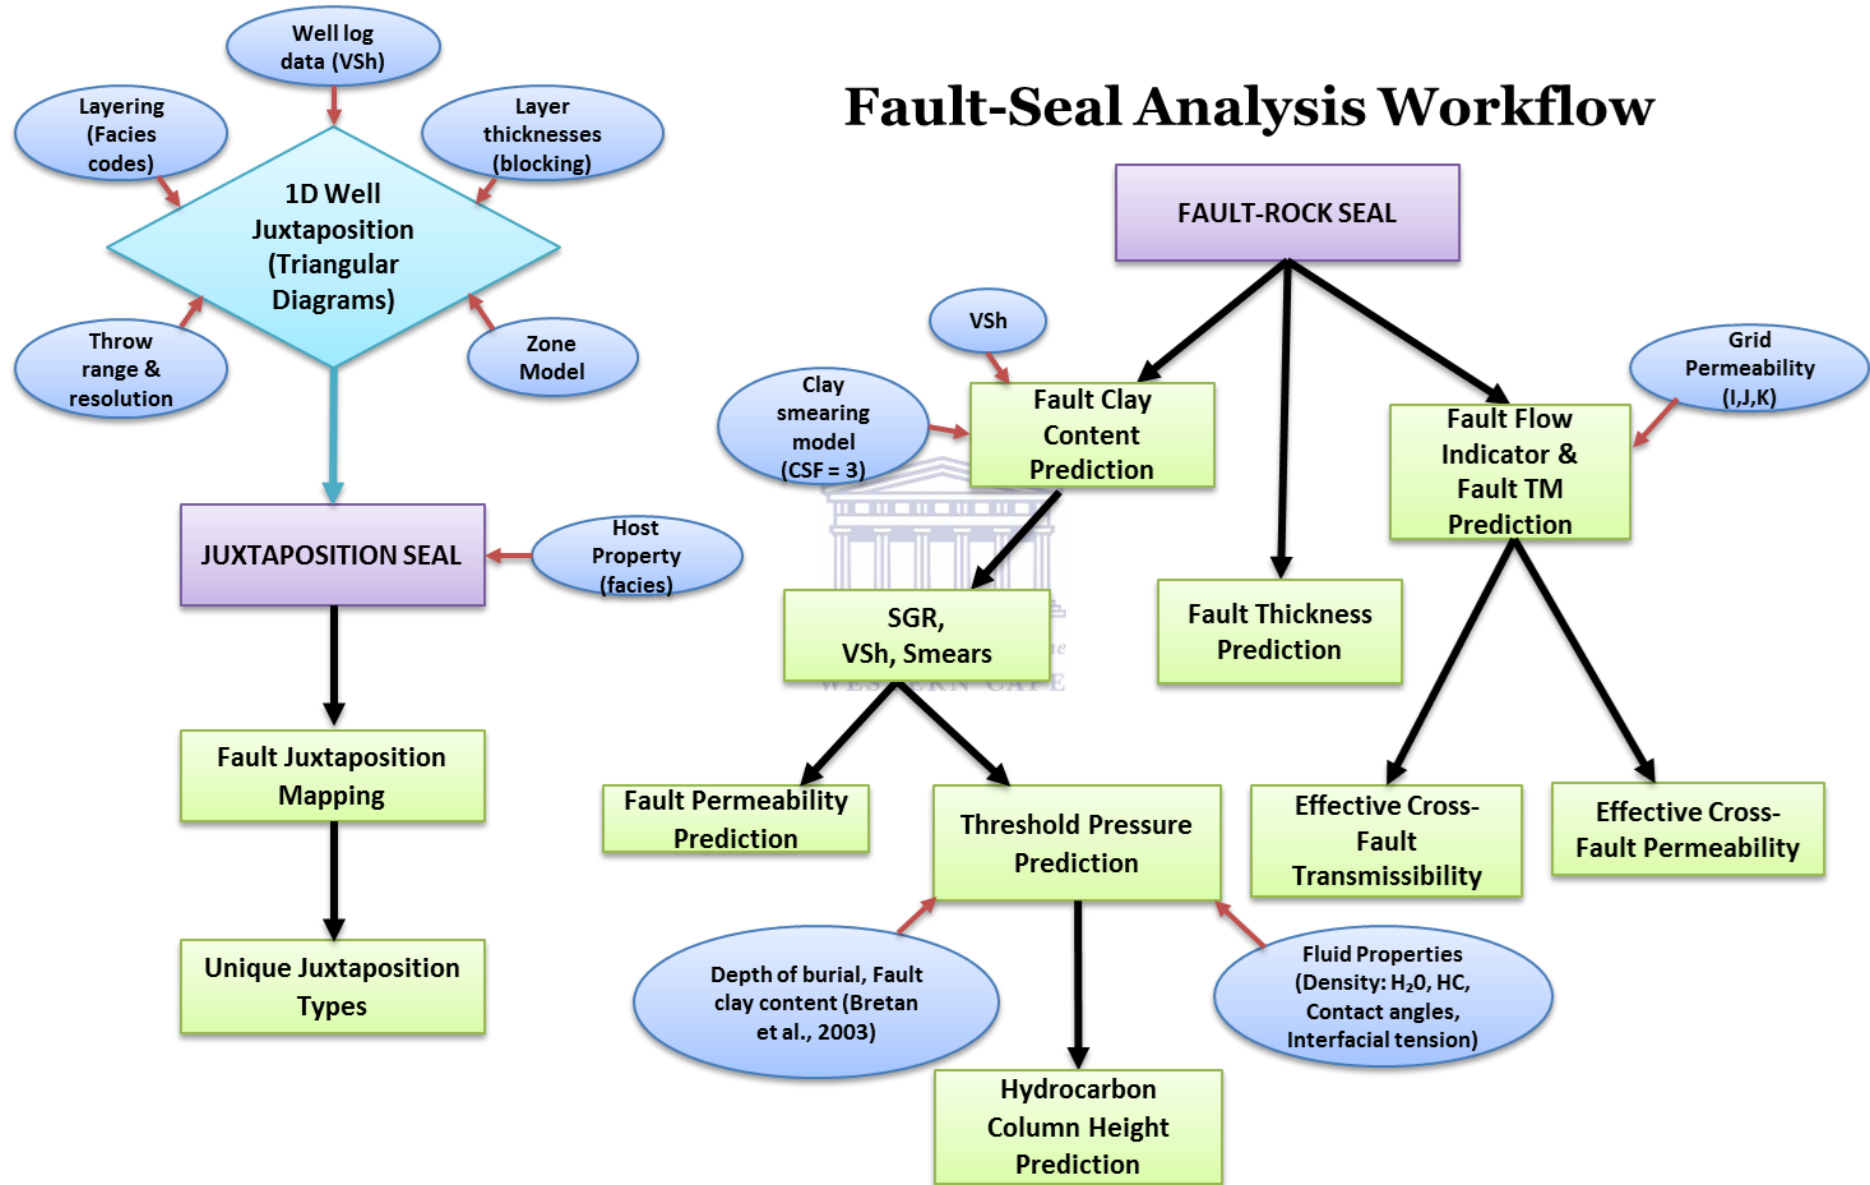 Well log
data (VSh)
Layering
(Facies
codes)
Layer
thicknesses
(blocking)
1D Well
Juxtaposition
(Triangular
Diagrams)
Throw
range &
resolution
Zone
Model
JUXTAPOSITION SEAL
Host
Property
(facies)
Fault Juxtaposition
Mapping
Unique Juxtaposition
Types
Fault-Seal Analysis Workflow
FAULT-ROCK SEAL
VSh
Clay
smearing
model
(CSF = 3)
Fault Clay
Content
Prediction
Grid
Permeability
(I,J,K)
Fault Flow
Indicator &
Fault TM
Prediction
SGR,
VSh, Smears
Fault Thickness
Prediction
WESTERN CAPE
Fault Permeability
Prediction
Threshold Pressure
Prediction
Effective Cross-
Fault
Transmissibility
Effective Cross-
Fault Permeability
Depth of burial, Fault
clay content (Bretan
et al., 2003)
Fluid Properties
(Density: H₂0, HC,
Contact angles,
Interfacial tension)
Hydrocarbon
Column Height
Prediction